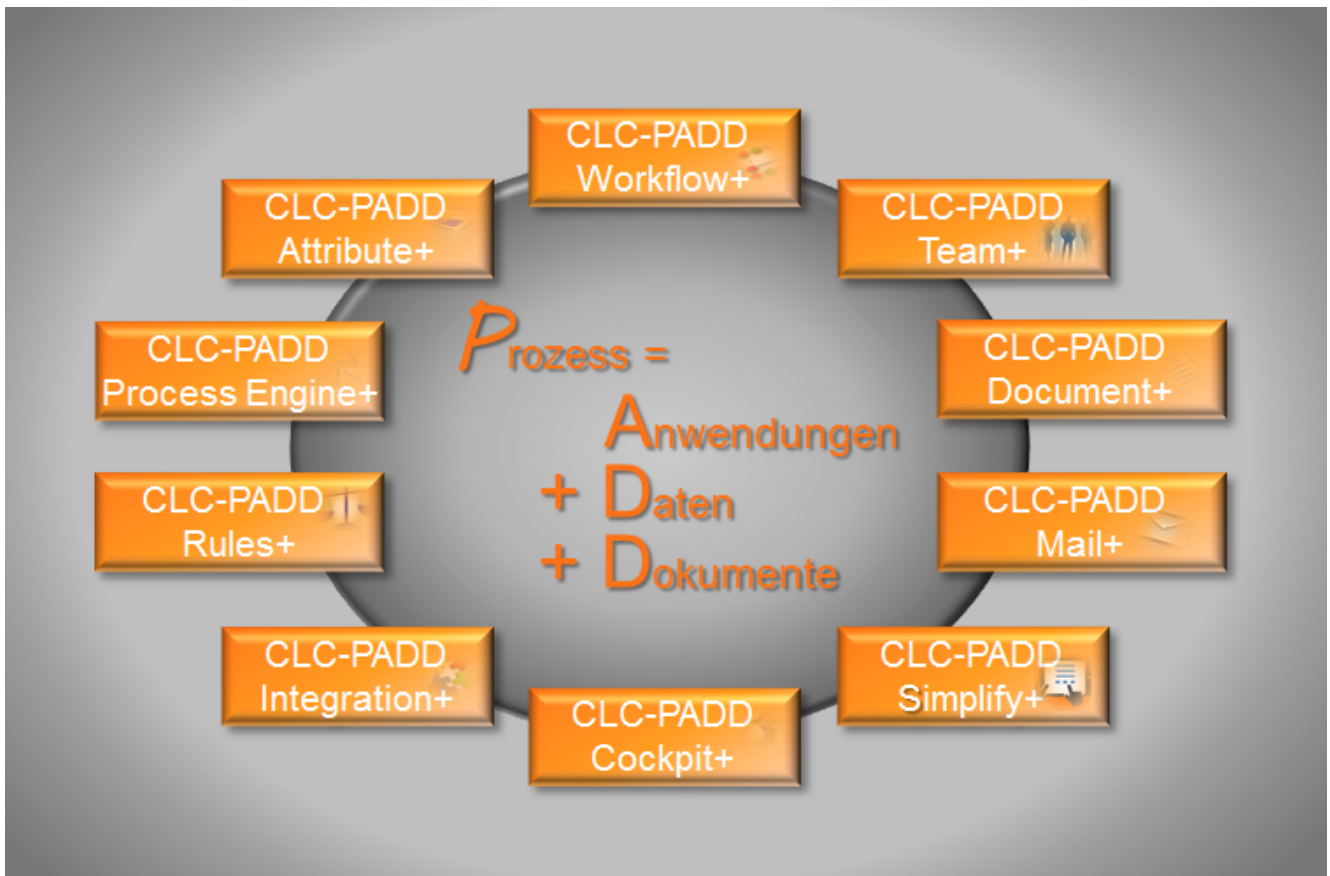 CLC-PADD
Workflow+
CLC-PADD
Attribute+
CLC-PADD
Team+
CLC-PADD
Process Engine+
CLC-PADD
Document+
Prozess =
Anwendungen
+ Daten
+ Dokumente
CLC-PADD
Rules+
CLC-PADD
Mail+
CLC-PADD
Integration+
CLC-PADD
Simplify+
CLC-PADD
Cockpit+